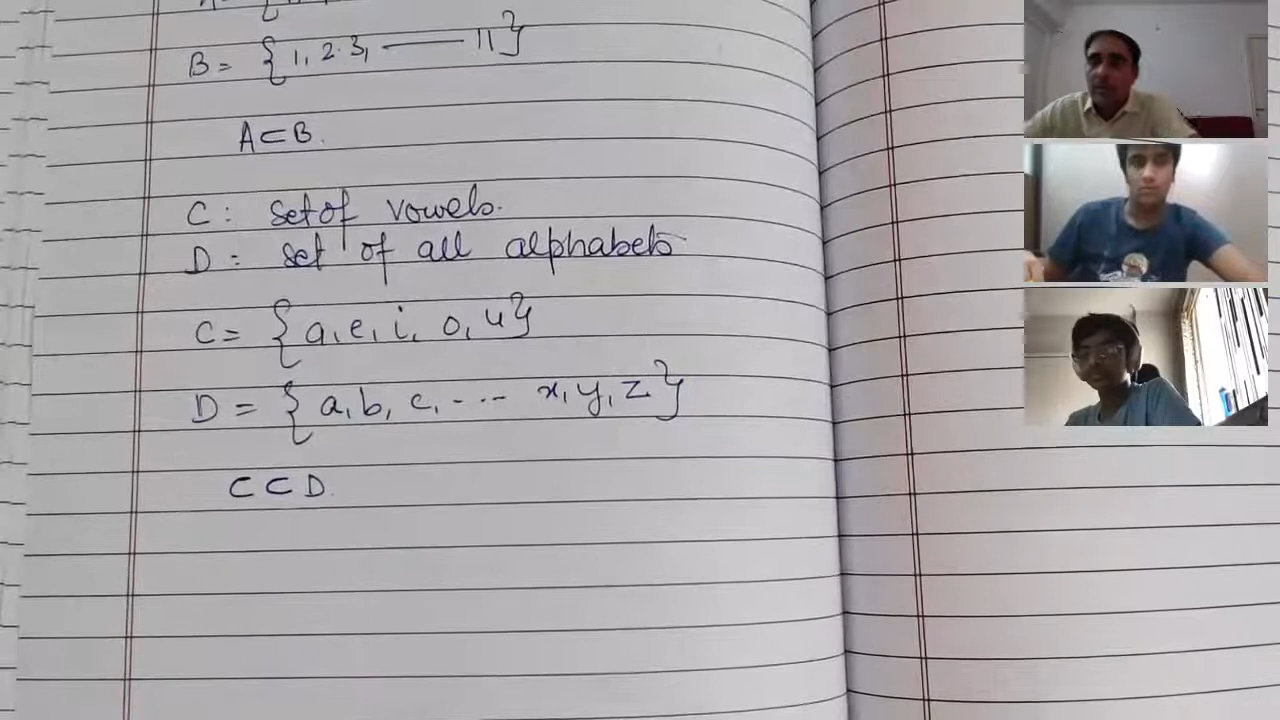 B = { 1, 2. 3, —— 11 }
A ⊂ B.
C : set of vowels.
D : set of all alphabets
C = { a, e, i, o, u }
D = { a, b, c, - ... x, y, z }
C ⊂ D.